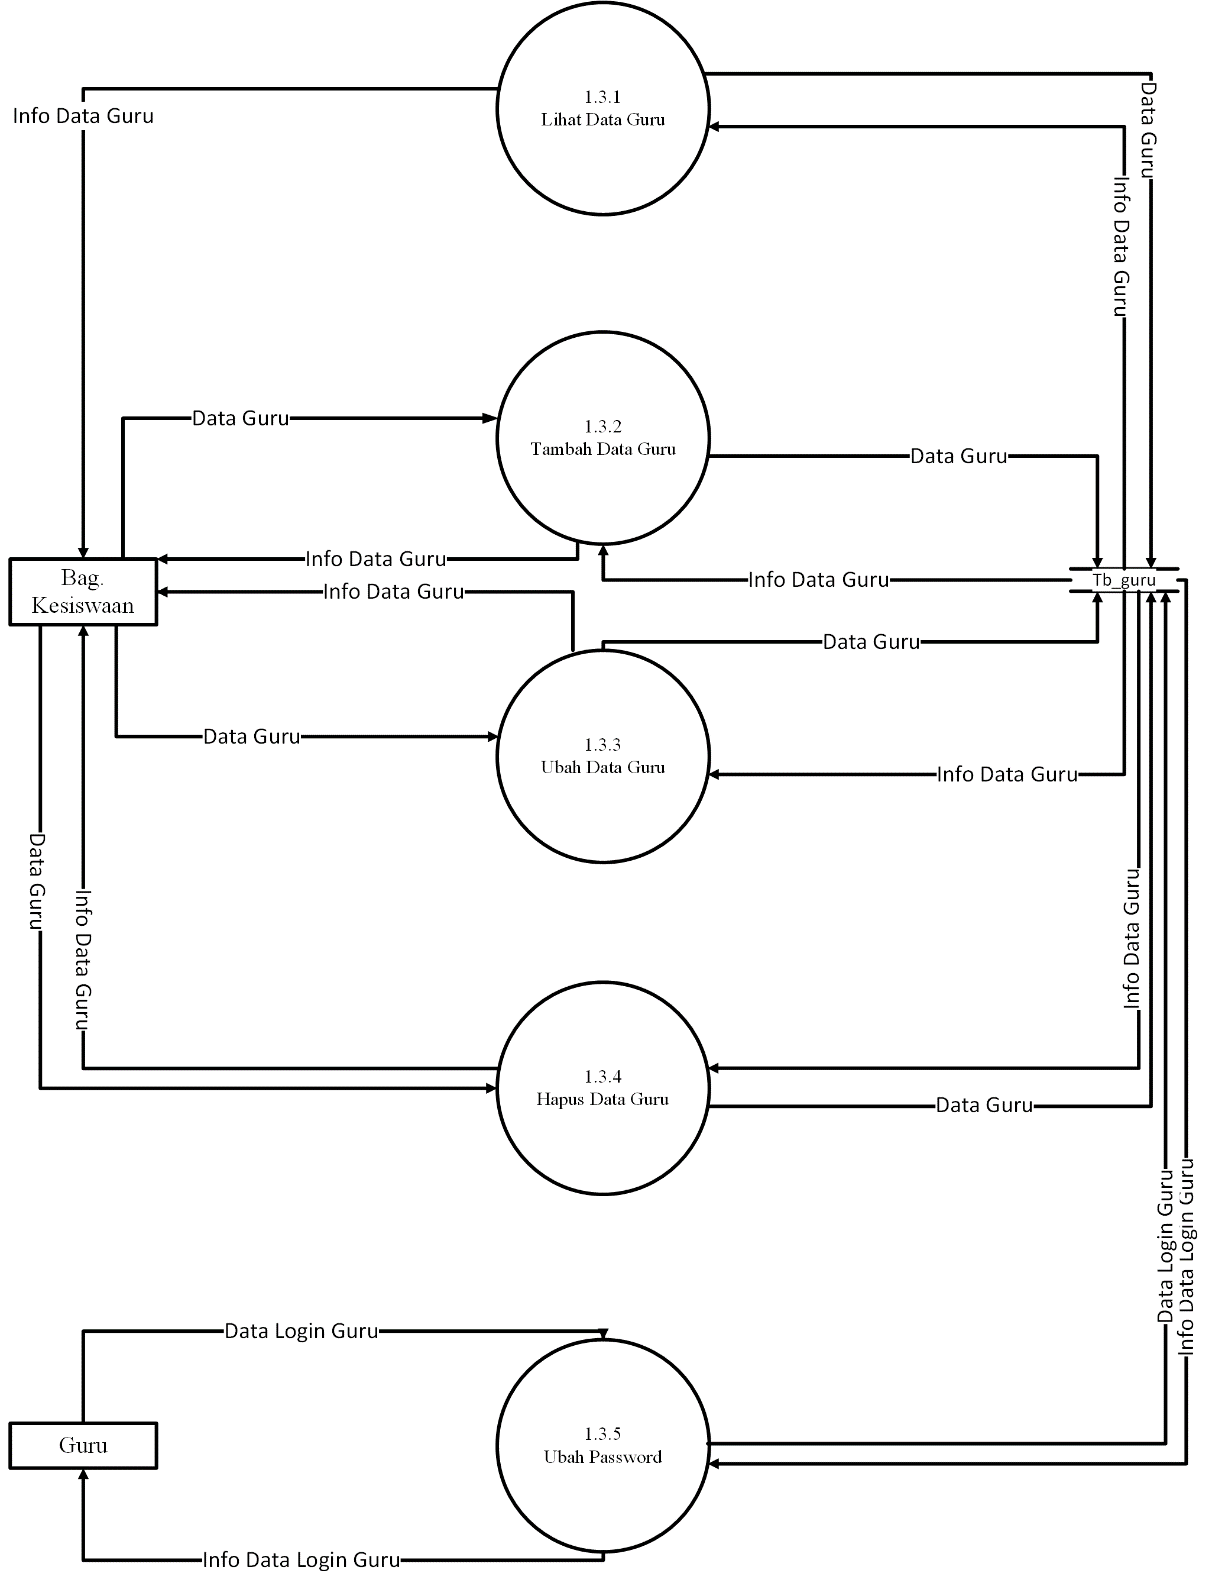 1.3.1
Lihat Data Guru
Info Data Guru
Data Guru
Info Data Guru
1.3.2
Tambah Data Guru
Data Guru
Data Guru
Info Data Guru
Info Data Guru
Bag.
Kesiswaan
Tb_guru
Info Data Guru
Data Guru
Data Guru
1.3.3
Ubah Data Guru
Info Data Guru
Data Guru
Info Data Guru
Info Data Guru
1.3.4
Hapus Data Guru
Data Guru
Data Login Guru
Info Data Login Guru
Data Login Guru
Guru
1.3.5
Ubah Password
Info Data Login Guru